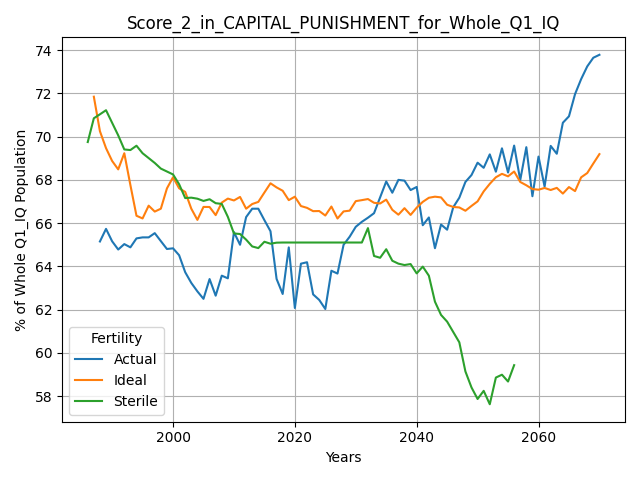 Score_2_in_CAPITAL_PUNISHMENT_for_Whole_Q1_IQ
% of Whole Q1_IQ Population
74
72
70
68
66
64
62
60
58
Fertility
Actual
Ideal
Sterile
2000 2020 2040 2060
Years